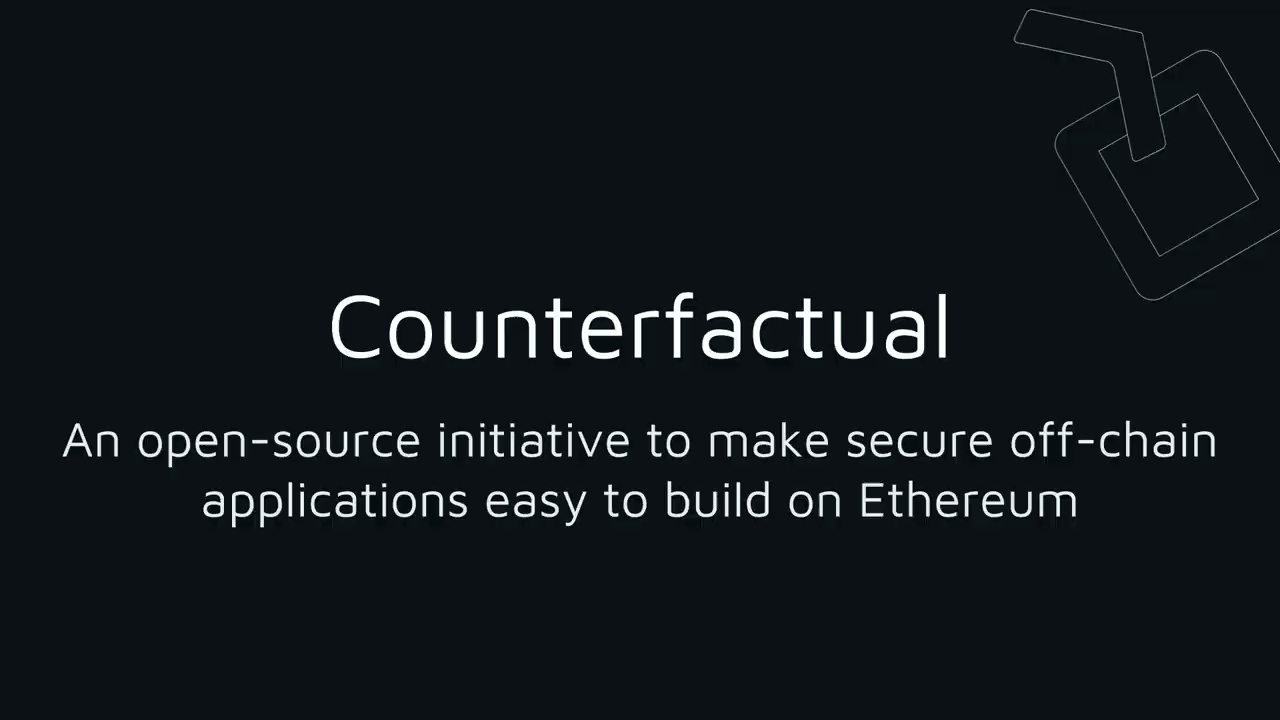 Counterfactual
An open-source initiative to make secure off-chain
applications easy to build on Ethereum